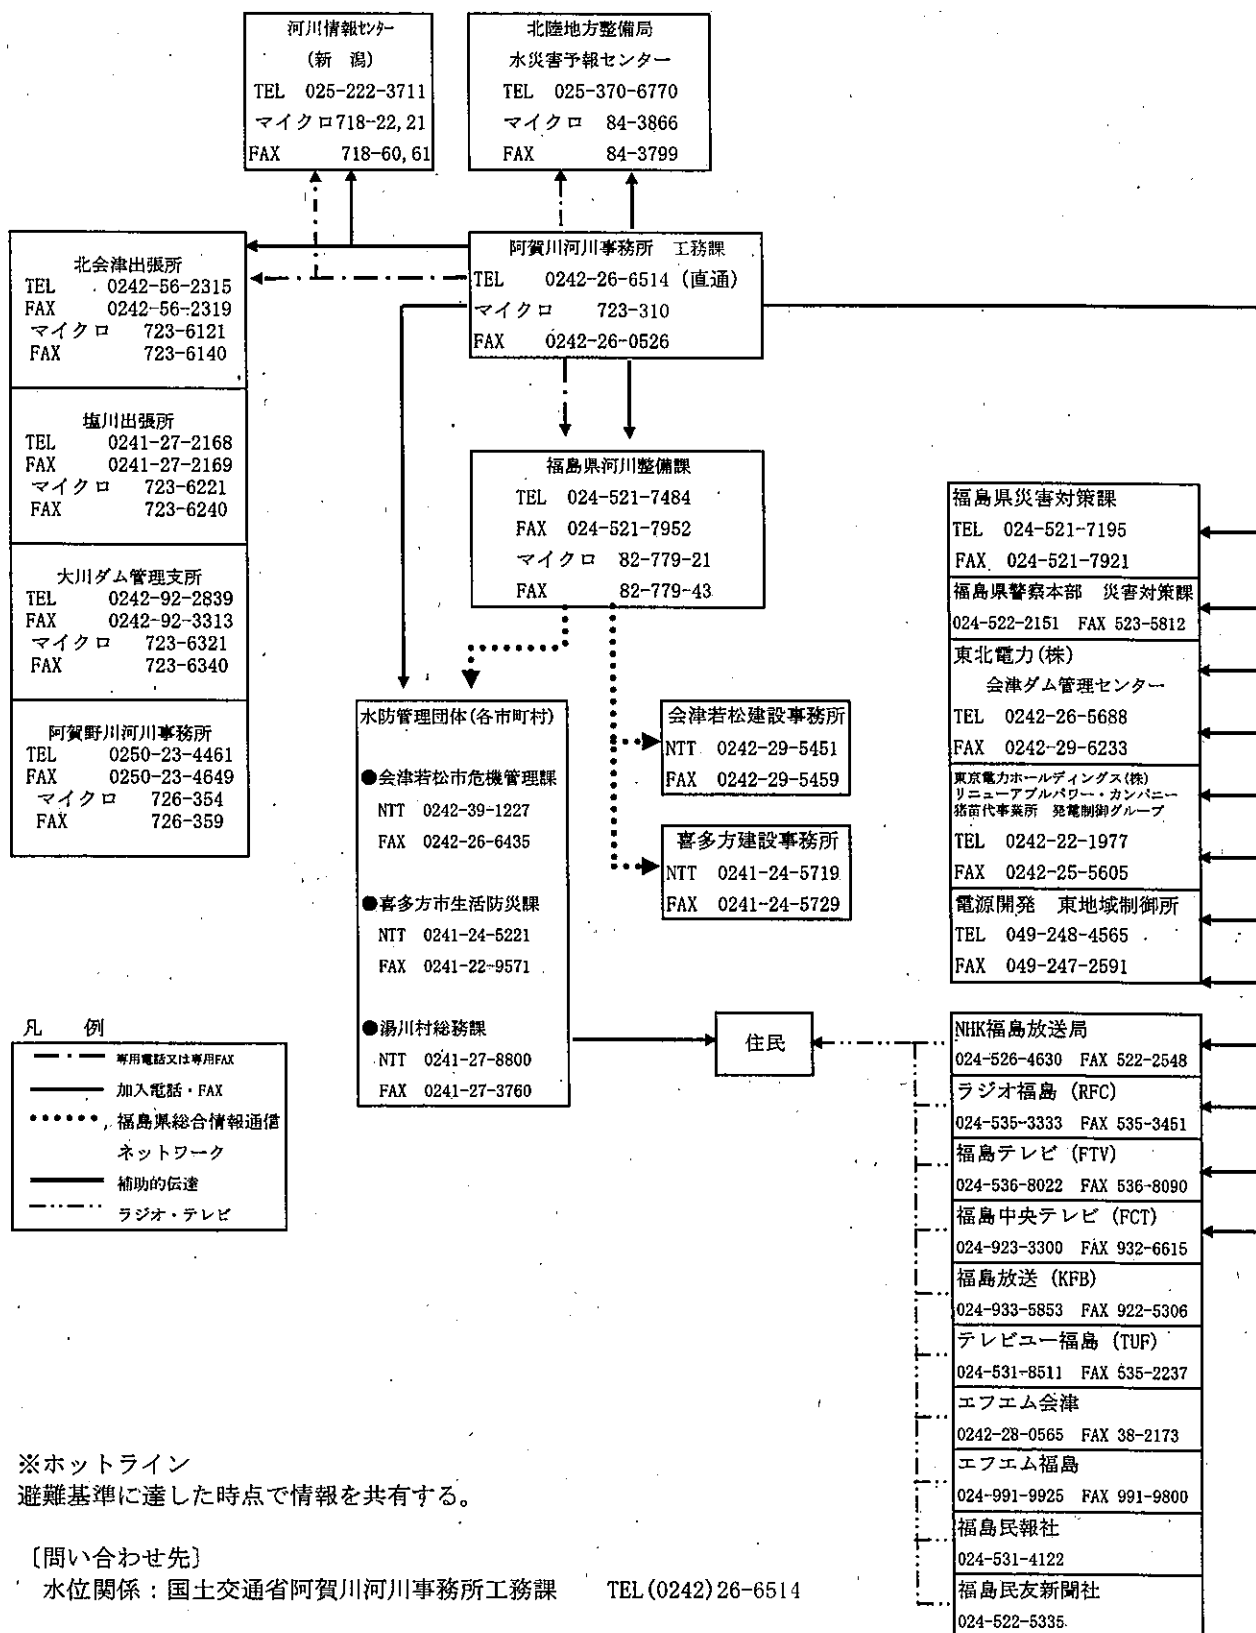 河川情報ｾﾝﾀｰ
(新　潟)
TEL 025-222-3711
マイクロ718-22,21
FAX 718-60,61
北陸地方整備局
水災害予報センター
TEL 025-370-6770
マイクロ 84-3866
FAX 84-3799
北会津出張所
TEL 0242-56-2315
FAX 0242-56-2319
マイクロ 723-6121
FAX 723-6140
塩川出張所
TEL 0241-27-2168
FAX 0241-27-2169
マイクロ 723-6221
FAX 723-6240
大川ダム管理支所
TEL 0242-92-2839
FAX 0242-92-3313
マイクロ 723-6321
FAX 723-6340
阿賀野川河川事務所
TEL 0250-23-4461
FAX 0250-23-4649
マイクロ 726-354
FAX 726-359
阿賀川河川事務所　工務課
TEL 0242-26-6514 (直通)
マイクロ 723-310
FAX 0242-26-0526
福島県河川整備課
TEL 024-521-7484
FAX 024-521-7952
マイクロ 82-779-21
FAX 82-779-43
水防管理団体(各市町村)
●会津若松市危機管理課
NTT 0242-39-1227
FAX 0242-26-6435
●喜多方市生活防災課
NTT 0241-24-5221
FAX 0241-22-9571
●湯川村総務課
NTT 0241-27-8800
FAX 0241-27-3760
会津若松建設事務所
NTT 0242-29-5451
FAX 0242-29-5459
喜多方建設事務所
NTT 0241-24-5719
FAX 0241-24-5729
住民
福島県災害対策課
TEL 024-521-7195
FAX 024-521-7921
福島県警察本部　災害対策課
024-522-2151 FAX 523-5812
東北電力(株)
会津ダム管理センター
TEL 0242-26-5688
FAX 0242-29-6233
東京電力ホールディングス(株)
リニューアブルパワー・カンパニー
猪苗代事業所　発電制御グループ
TEL 0242-22-1977
FAX 0242-25-5605
電源開発　東地域制御所
TEL 049-248-4565
FAX 049-247-2591
NHK福島放送局
024-526-4630 FAX 522-2548
ラジオ福島 (RFC)
024-535-3333 FAX 535-3451
福島テレビ (FTV)
024-536-8022 FAX 536-8090
福島中央テレビ (FCT)
024-923-3300 FAX 932-6615
福島放送 (KFB)
024-933-5853 FAX 922-5306
テレビユー福島 (TUF)
024-531-8511 FAX 535-2237
エフエム会津
0242-28-0565 FAX 38-2173
エフエム福島
024-991-9925 FAX 991-9800
福島民報社
024-531-4122
福島民友新聞社
024-522-5335
凡　例
専用電話又は専用FAX
加入電話・FAX
福島県総合情報通信
ネットワーク
補助的伝達
ラジオ・テレビ
※ホットライン
避難基準に達した時点で情報を共有する。
〔問い合わせ先〕
水位関係：国土交通省阿賀川河川事務所工務課　TEL(0242)26-6514